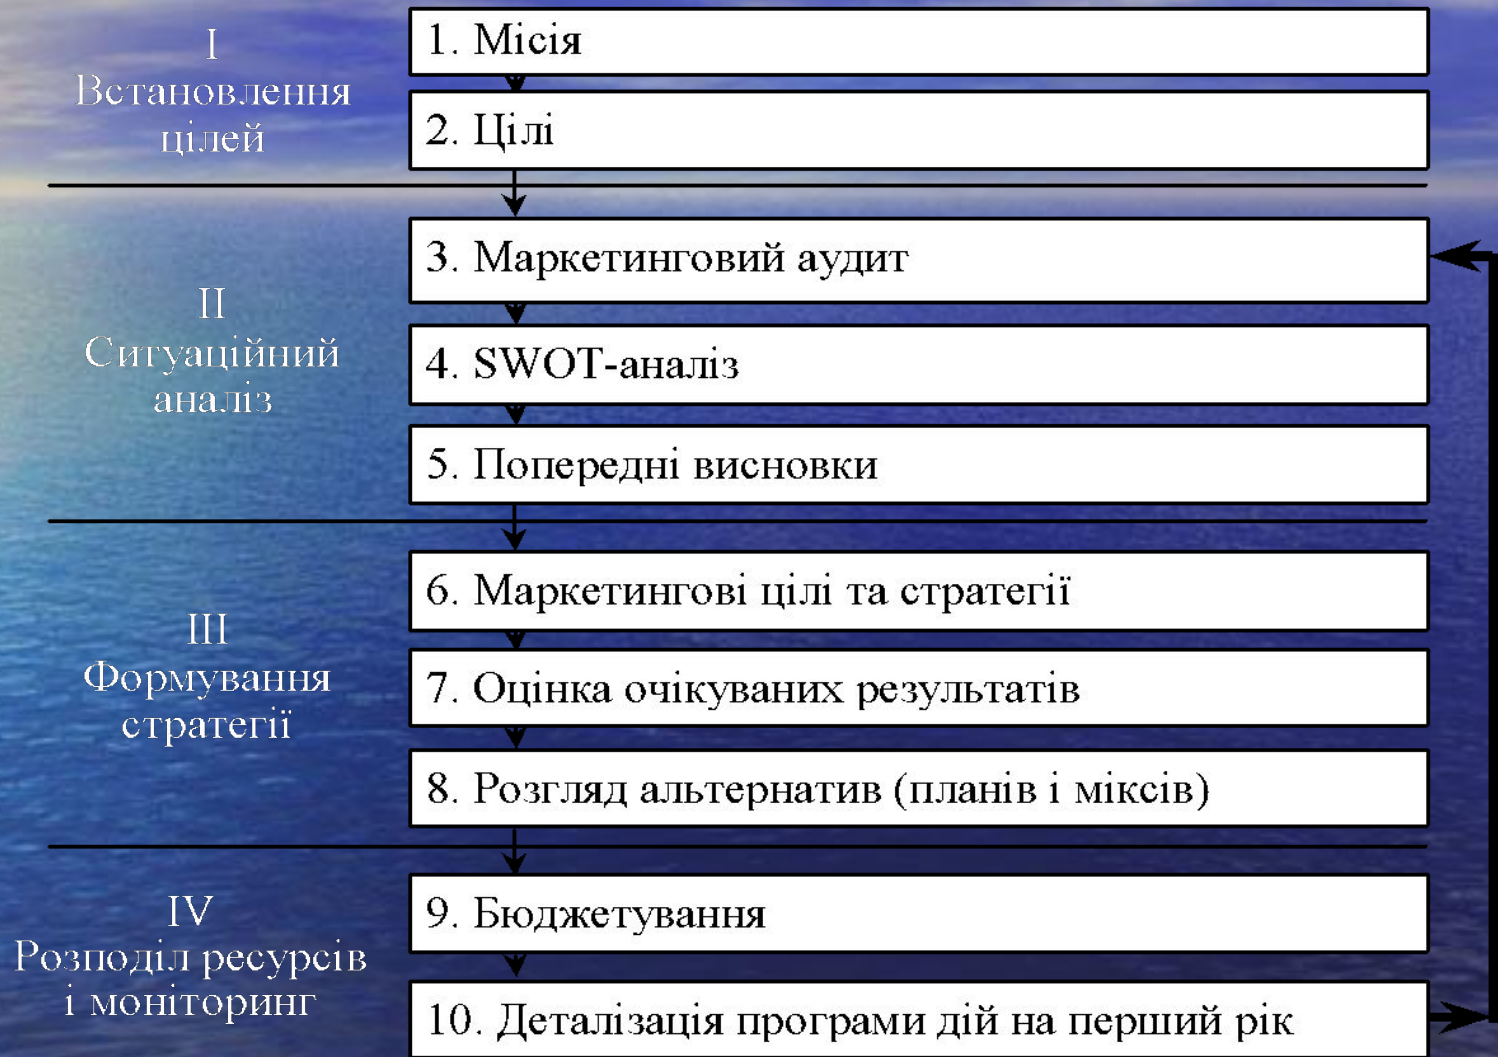 I
Встановлення
цілей
1. Місія
2. Цілі
II
Ситуаційний
аналіз
3. Маркетинговий аудит
4. SWOT-аналіз
5. Попередні висновки
III
Формування
стратегії
6. Маркетингові цілі та стратегії
7. Оцінка очікуваних результатів
8. Розгляд альтернатив (планів і міксів)
IV
Розподіл ресурсів
і моніторинг
9. Бюджетування
10. Деталізація програми дій на перший рік